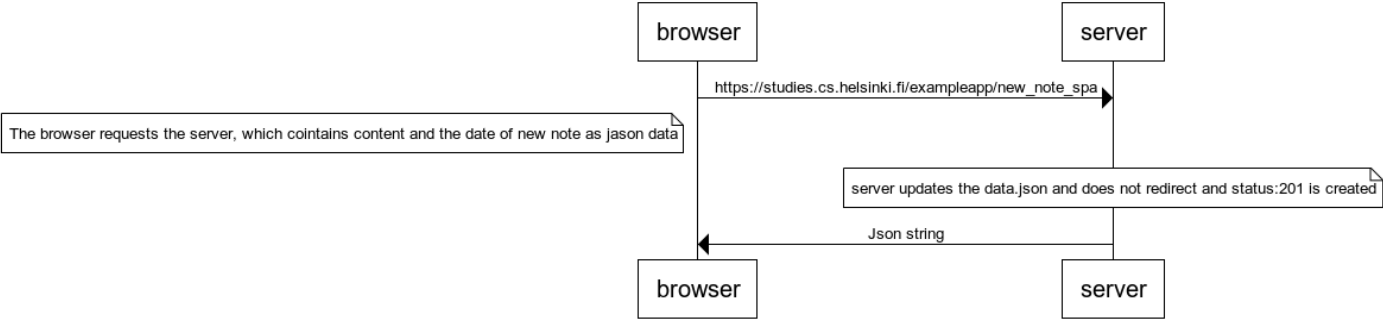 browser
server
https://studies.cs.helsinki.fi/exampleapp/new_note_spa
The browser requests the server, which cointains content and the date of new note as jason data
server updates the data.json and does not redirect and status:201 is created
Json string
browser
server